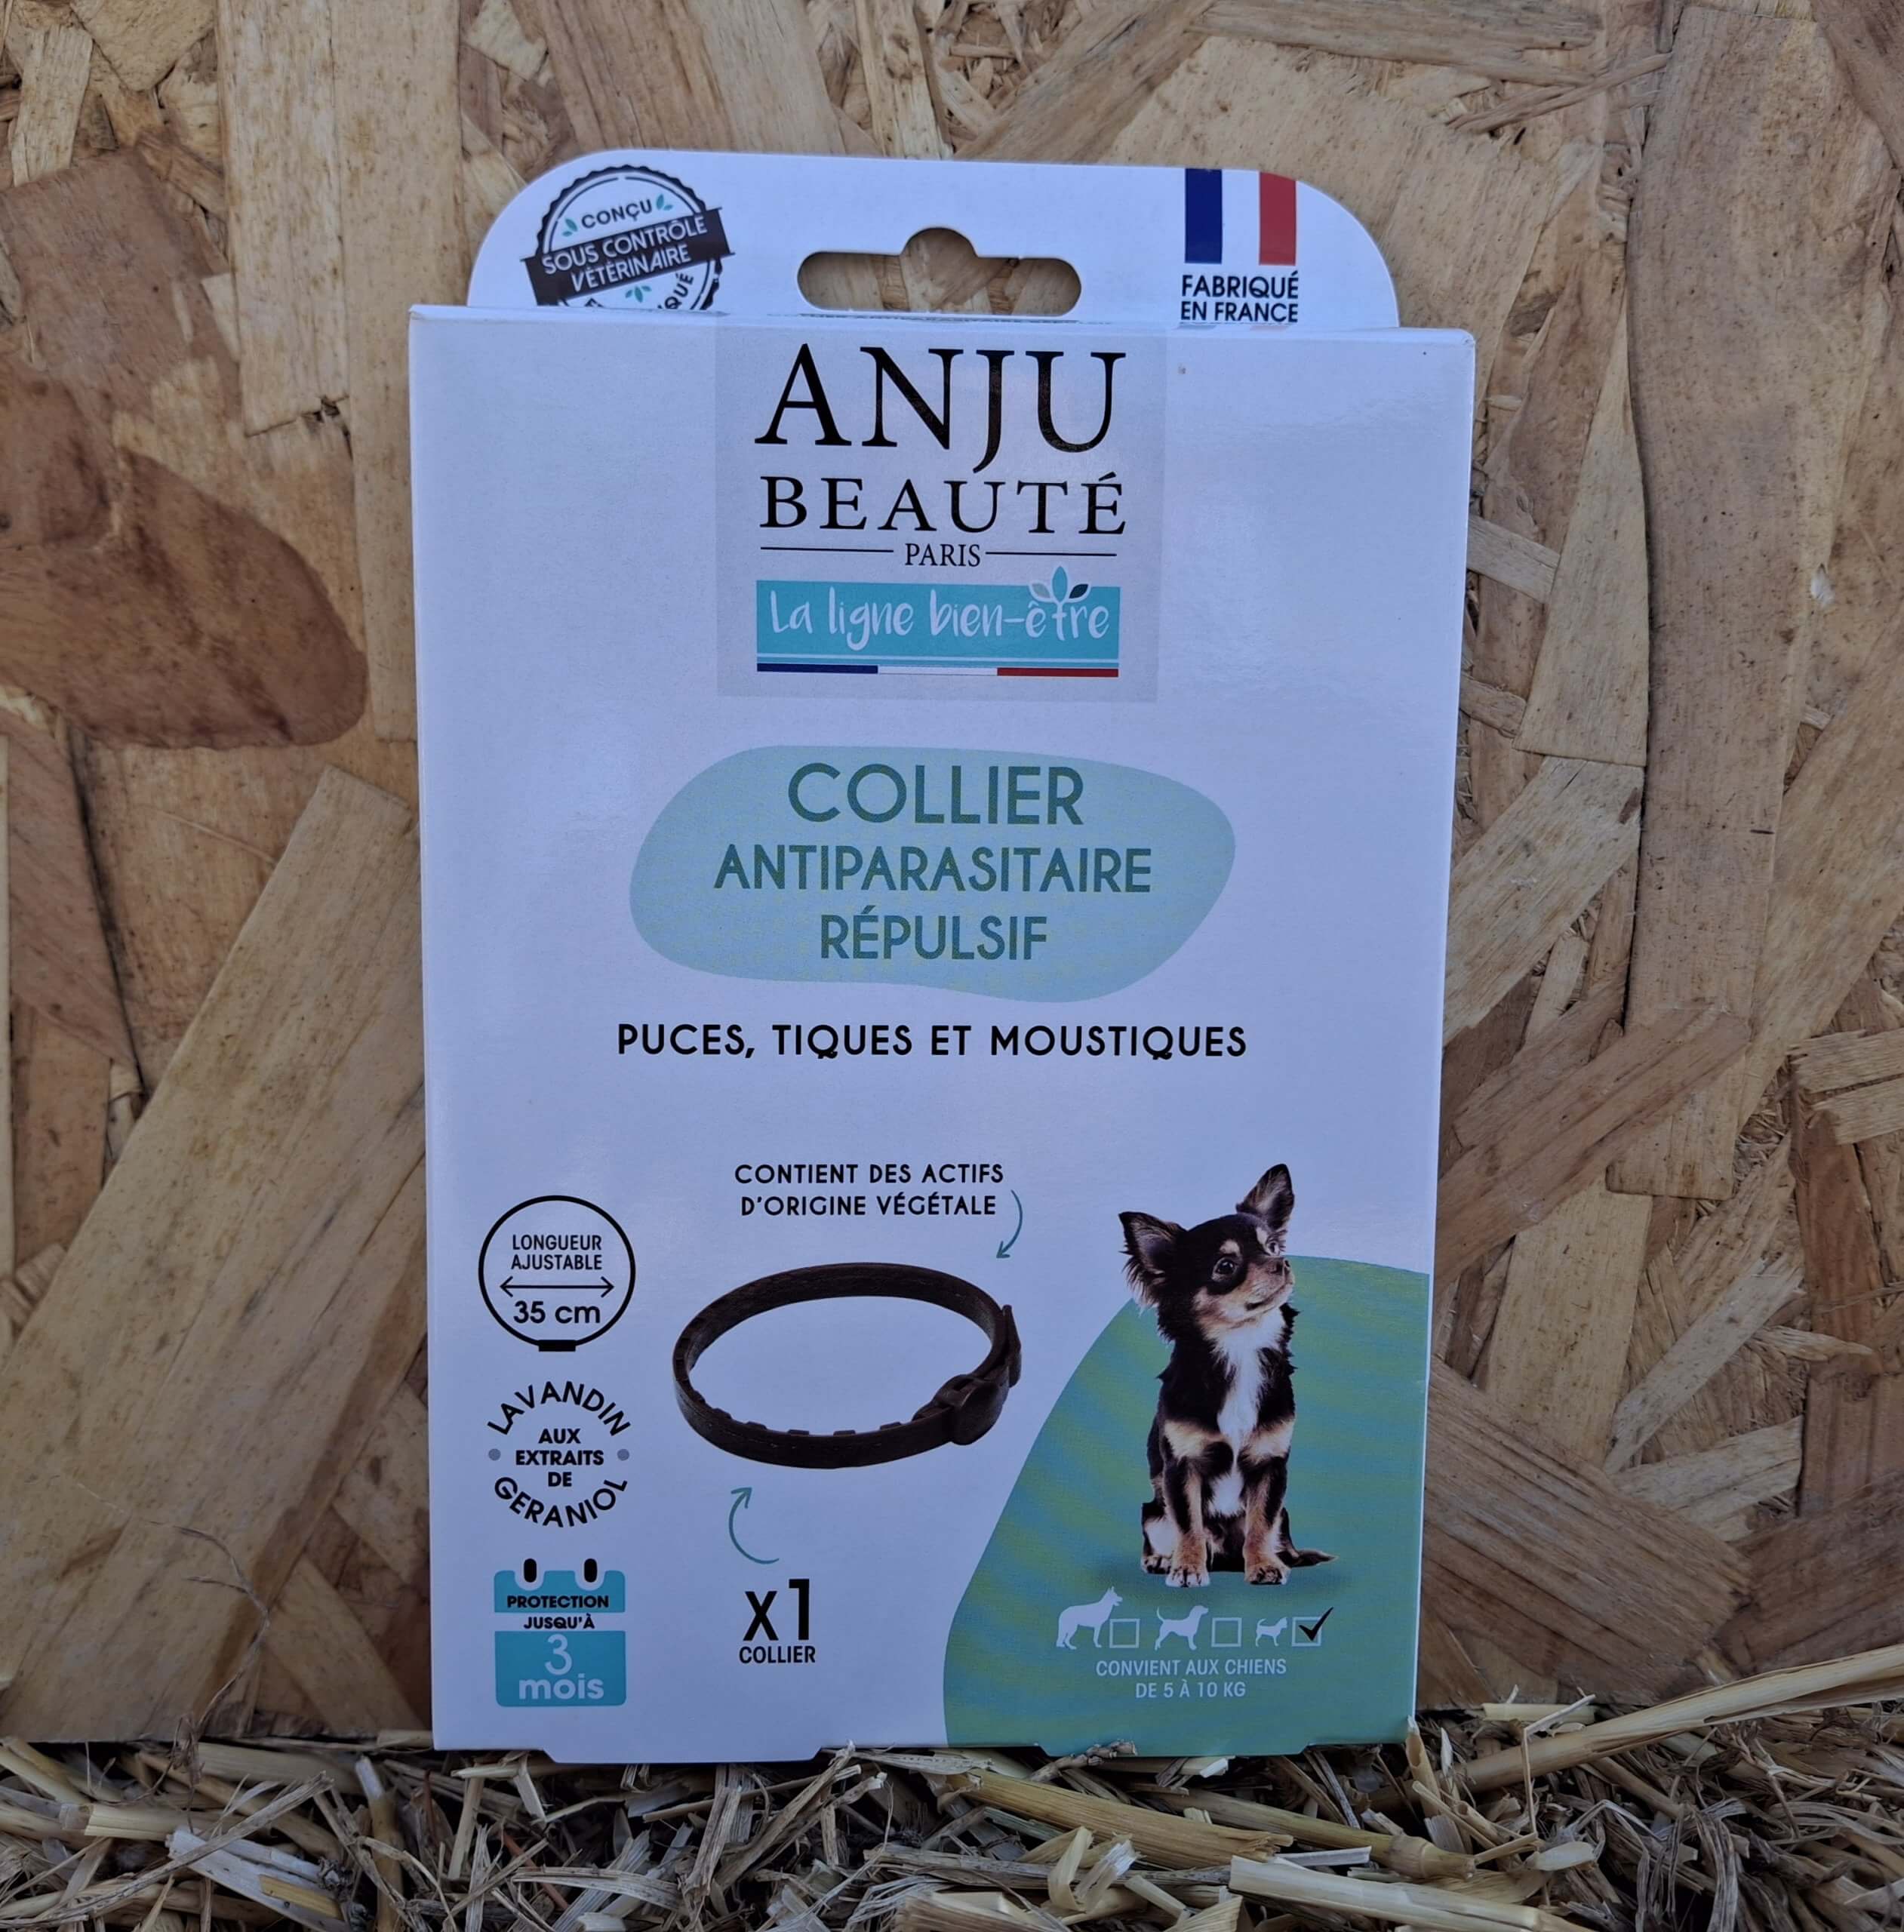 CONÇU
SOUS CONTRÔLE
VÉTÉRINAIRE
FABRIQUÉ
EN FRANCE
ANJU
BEAUTÉ
PARIS
La ligne bien-être
COLLIER
ANTIPARASITAIRE
RÉPULSIF
PUCES, TIQUES ET MOUSTIQUES
CONTIENT DES ACTIFS
D'ORIGINE VÉGÉTALE
LONGUEUR
AJUSTABLE
35 cm
LAVANDIN
AUX
EXTRAITS
DE
GERANIOL
PROTECTION
JUSQU'À
3
mois
X1
COLLIER
CONVIENT AUX CHIENS
DE 5 À 10 KG